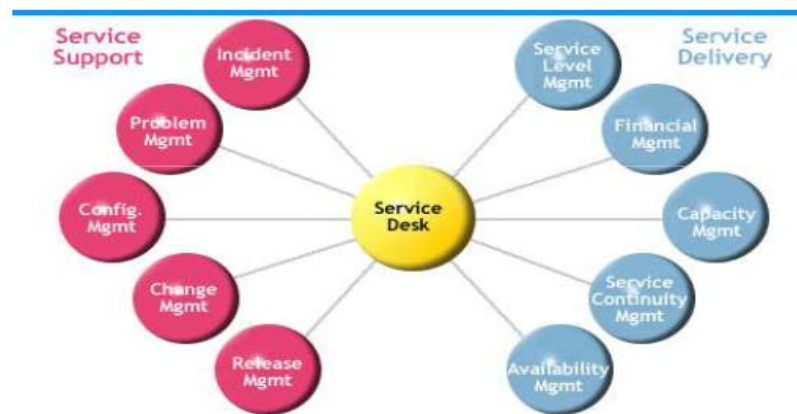 Service
Support
Incident
Mgmt
Problem
Mgmt
Config.
Mgmt
Change
Mgmt
Release
Mgmt
Service
Desk
Service
Delivery
Service
Level
Mgmt
Financial
Mgmt
Capacity
Mgmt
Service
Continuity
Mgmt
Availability
Mgmt